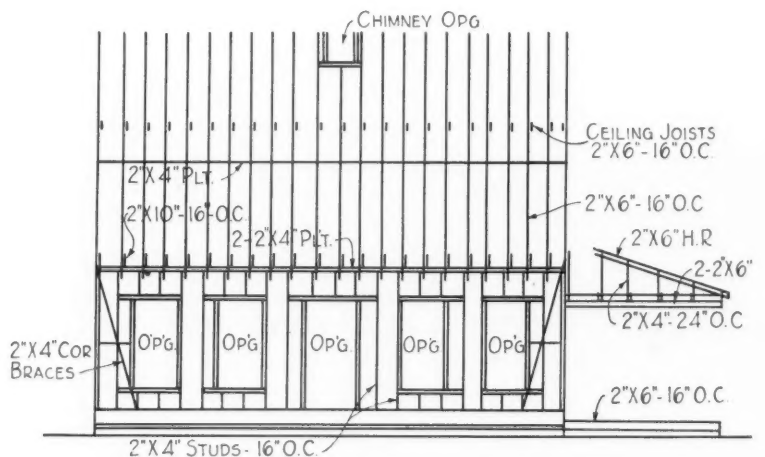 CHIMNEY OPG
CEILING JOISTS
2"X6"-16"O.C.
2"X4" PLT.
2"X10"-16-O.C.
2"X6"-16"O.C
2-2"X4" PLT.
2"X6" H.R
2-2"X6"
2"X4"-24"O.C
2"X4" COR
BRACES
OP'G.
OP'G
OP'G
OP'G
OP'G
2"X6"-16"O.C.
2"X4" STUDS-16"O.C.